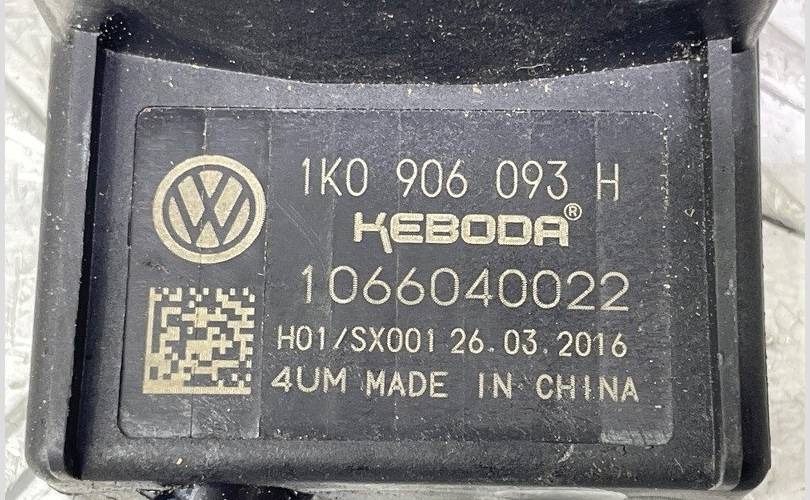 1K0 906 093 H
KEBODA®
1066040022
H01/SX001 26.03.2016
4UM MADE IN CHINA